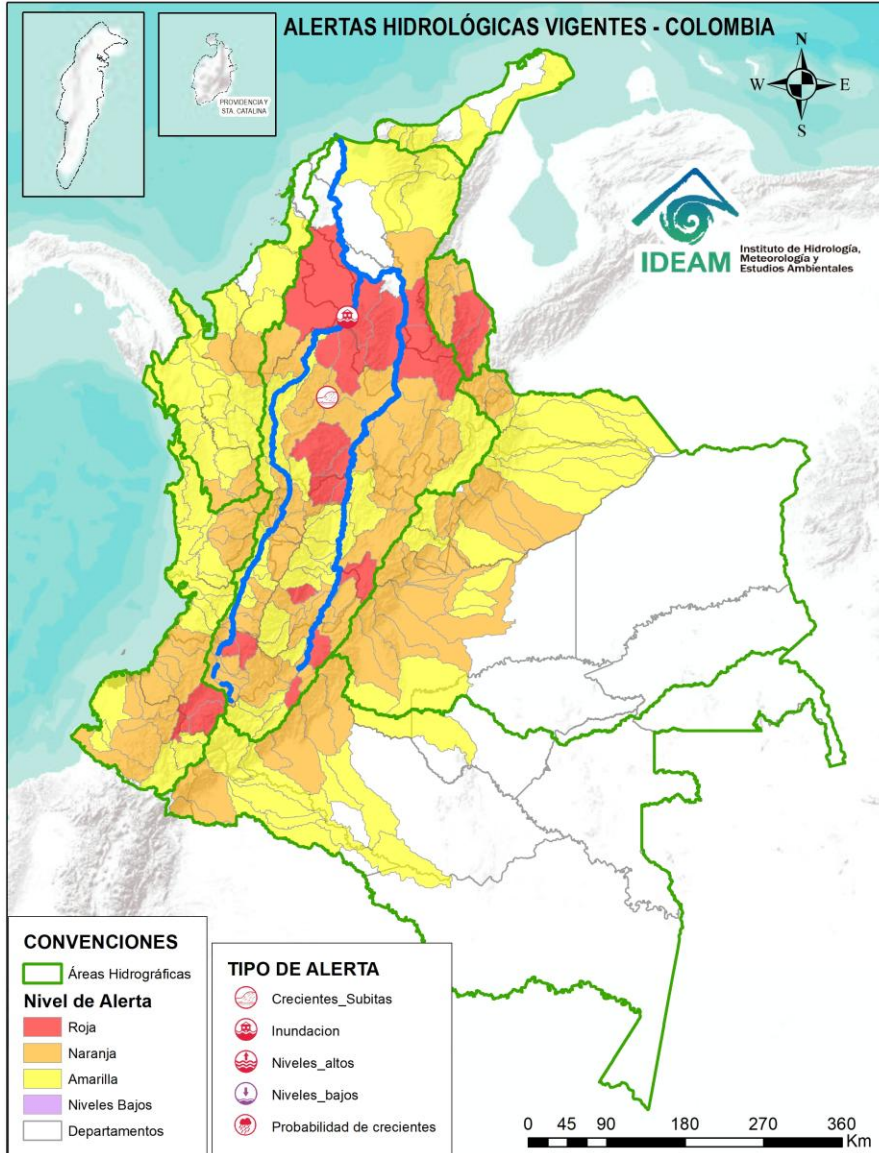 ALERTAS HIDROLÓGICAS VIGENTES - COLOMBIA
PROVIDENCIA Y
STA. CATALINA
N
W
E
S
IDEAM
Instituto de Hidrología,
Meteorología y
Estudios Ambientales
CONVENCIONES
Áreas Hidrográficas
Nivel de Alerta
Roja
Naranja
Amarilla
Niveles Bajos
Departamentos
TIPO DE ALERTA
Crecientes_Subitas
Inundacion
Niveles_altos
Niveles_bajos
Probabilidad de crecientes
0 45 90 180 270 360
Km